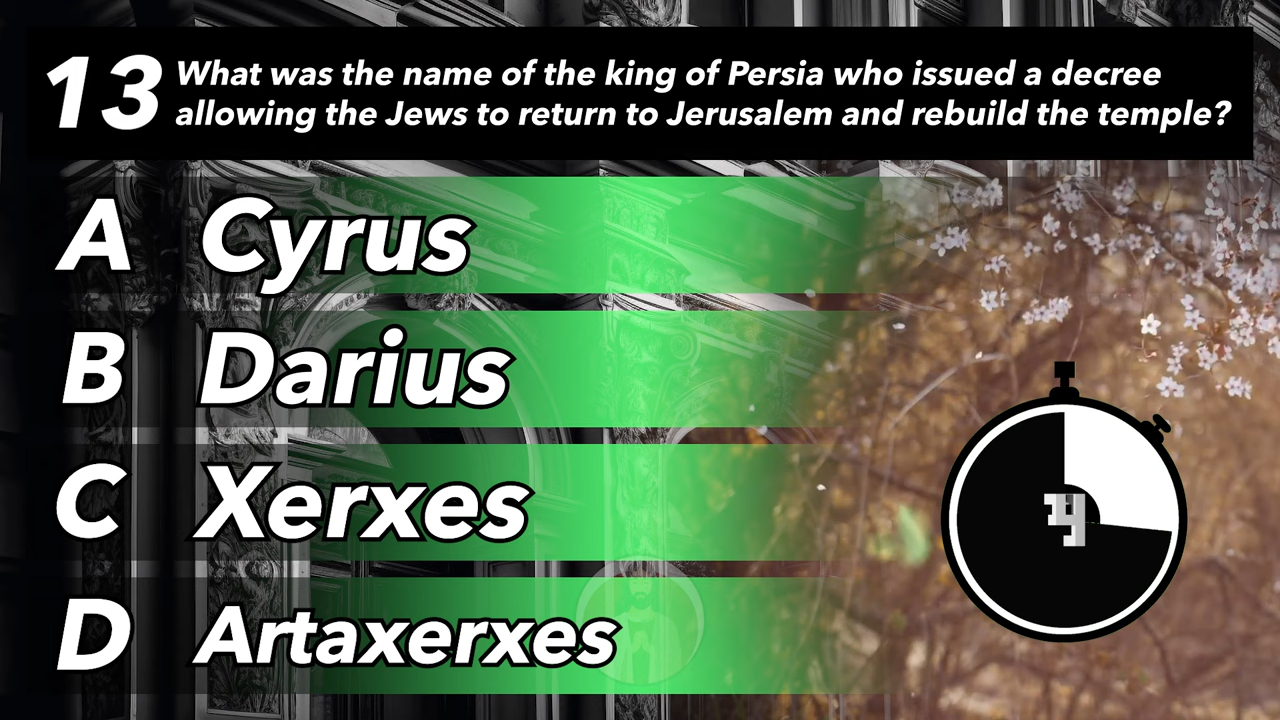 13
What was the name of the king of Persia who issued a decree
allowing the Jews to return to Jerusalem and rebuild the temple?
A Cyrus
B Darius
C Xerxes
D Artaxerxes